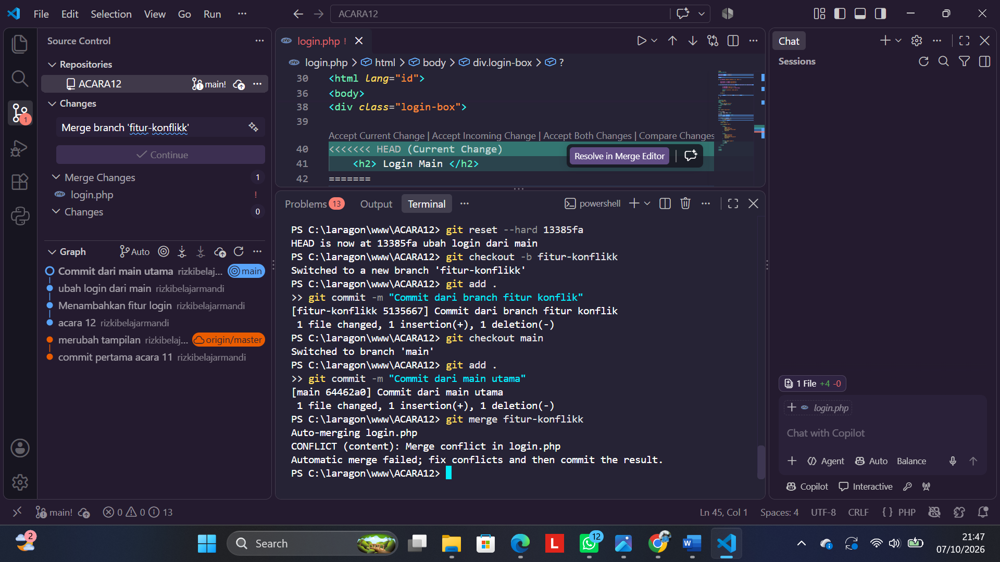 File Edit Selection View Go Run
ACARA12
Source Control
Repositories
ACARA12 main!
Changes
Merge branch 'fitur-konflikk'
Continue
Merge Changes 1
login.php !
Changes 0
1
Graph Auto
Commit dari main utama rizkibelaj... main
ubah login dari main rizkibelajarmandi
Menambahkan fitur login rizkibelajarmandi
acara 12 rizkibelajarmandi
merubah tampilan rizkibelaj... origin/master
commit pertama acara 11 rizkibelajarmandi
login.php !
login.php > html > body > div.login-box > ?
30 <html lang="id">
36 <body>
38 <div class="login-box">
39
Accept Current Change | Accept Incoming Change | Accept Both Changes | Compare Changes
40 <<<<<<< HEAD (Current Change)
Resolve in Merge Editor
41 <h2> Login Main </h2>
42 =======
Problems 13 Output Terminal
powershell
PS C:\laragon\www\ACARA12> git reset --hard 13385fa
HEAD is now at 13385fa ubah login dari main
PS C:\laragon\www\ACARA12> git checkout -b fitur-konflikk
Switched to a new branch 'fitur-konflikk'
PS C:\laragon\www\ACARA12> git add .
>> git commit -m "Commit dari branch fitur konflik"
[fitur-konflikk 5135667] Commit dari branch fitur konflik
1 file changed, 1 insertion(+), 1 deletion(-)
PS C:\laragon\www\ACARA12> git checkout main
Switched to branch 'main'
PS C:\laragon\www\ACARA12> git add .
>> git commit -m "Commit dari main utama"
[main 64462a0] Commit dari main utama
1 file changed, 1 insertion(+), 1 deletion(-)
PS C:\laragon\www\ACARA12> git merge fitur-konflikk
Auto-merging login.php
CONFLICT (content): Merge conflict in login.php
Automatic merge failed; fix conflicts and then commit the result.
PS C:\laragon\www\ACARA12>
Chat
Sessions
1 File +4 -0
login.php
Chat with Copilot
Agent Auto Balance
Copilot Interactive
main! 0 0 13
Ln 45, Col 1 Spaces: 4 UTF-8 CRLF { } PHP
2
Search
L
12
W
21:47
07/10/2026